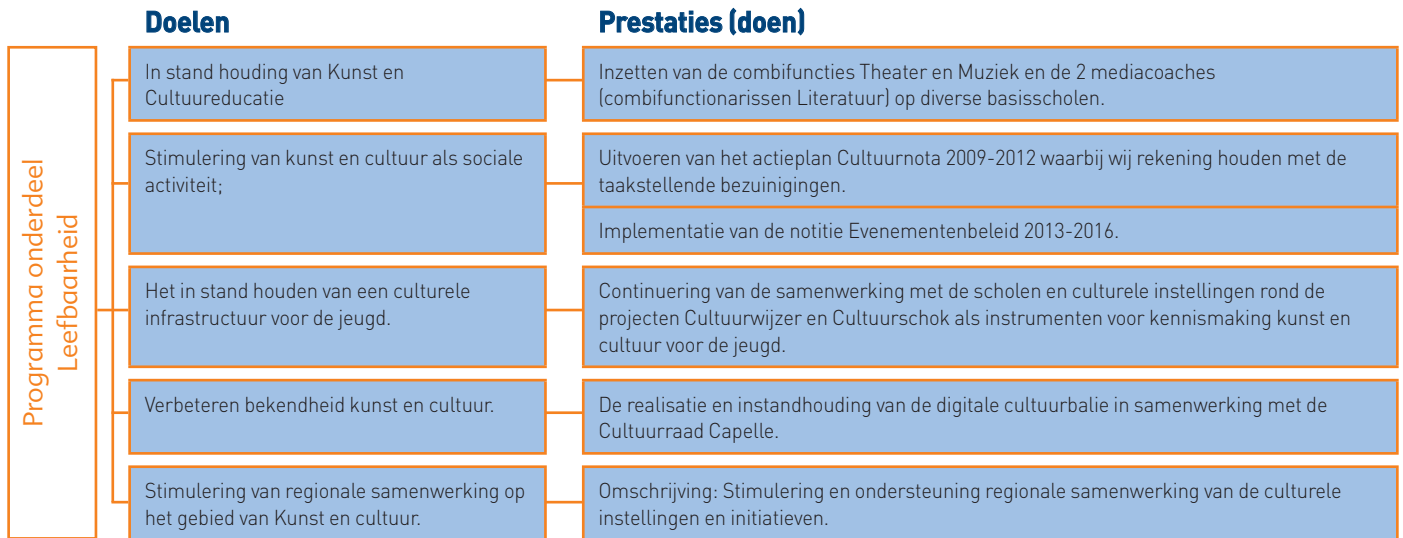 Doelen
Prestaties (doen)
Programma onderdeel
Leefbaarheid
In stand houding van Kunst en
Cultuureducatie
Inzetten van de combifuncties Theater en Muziek en de 2 mediacoaches
(combifunctionarissen Literatuur) op diverse basisscholen.
Stimulering van kunst en cultuur als sociale
activiteit;
Uitvoeren van het actieplan Cultuurnota 2009-2012 waarbij wij rekening houden met de
taakstellende bezuinigingen.
Implementatie van de notitie Evenementenbeleid 2013-2016.
Het in stand houden van een culturele
infrastructuur voor de jeugd.
Continuering van de samenwerking met de scholen en culturele instellingen rond de
projecten Cultuurwijzer en Cultuurschok als instrumenten voor kennismaking kunst en
cultuur voor de jeugd.
Verbeteren bekendheid kunst en cultuur.
De realisatie en instandhouding van de digitale cultuurbalie in samenwerking met de
Cultuurraad Capelle.
Stimulering van regionale samenwerking op
het gebied van Kunst en cultuur.
Omschrijving: Stimulering en ondersteuning regionale samenwerking van de culturele
instellingen en initiatieven.